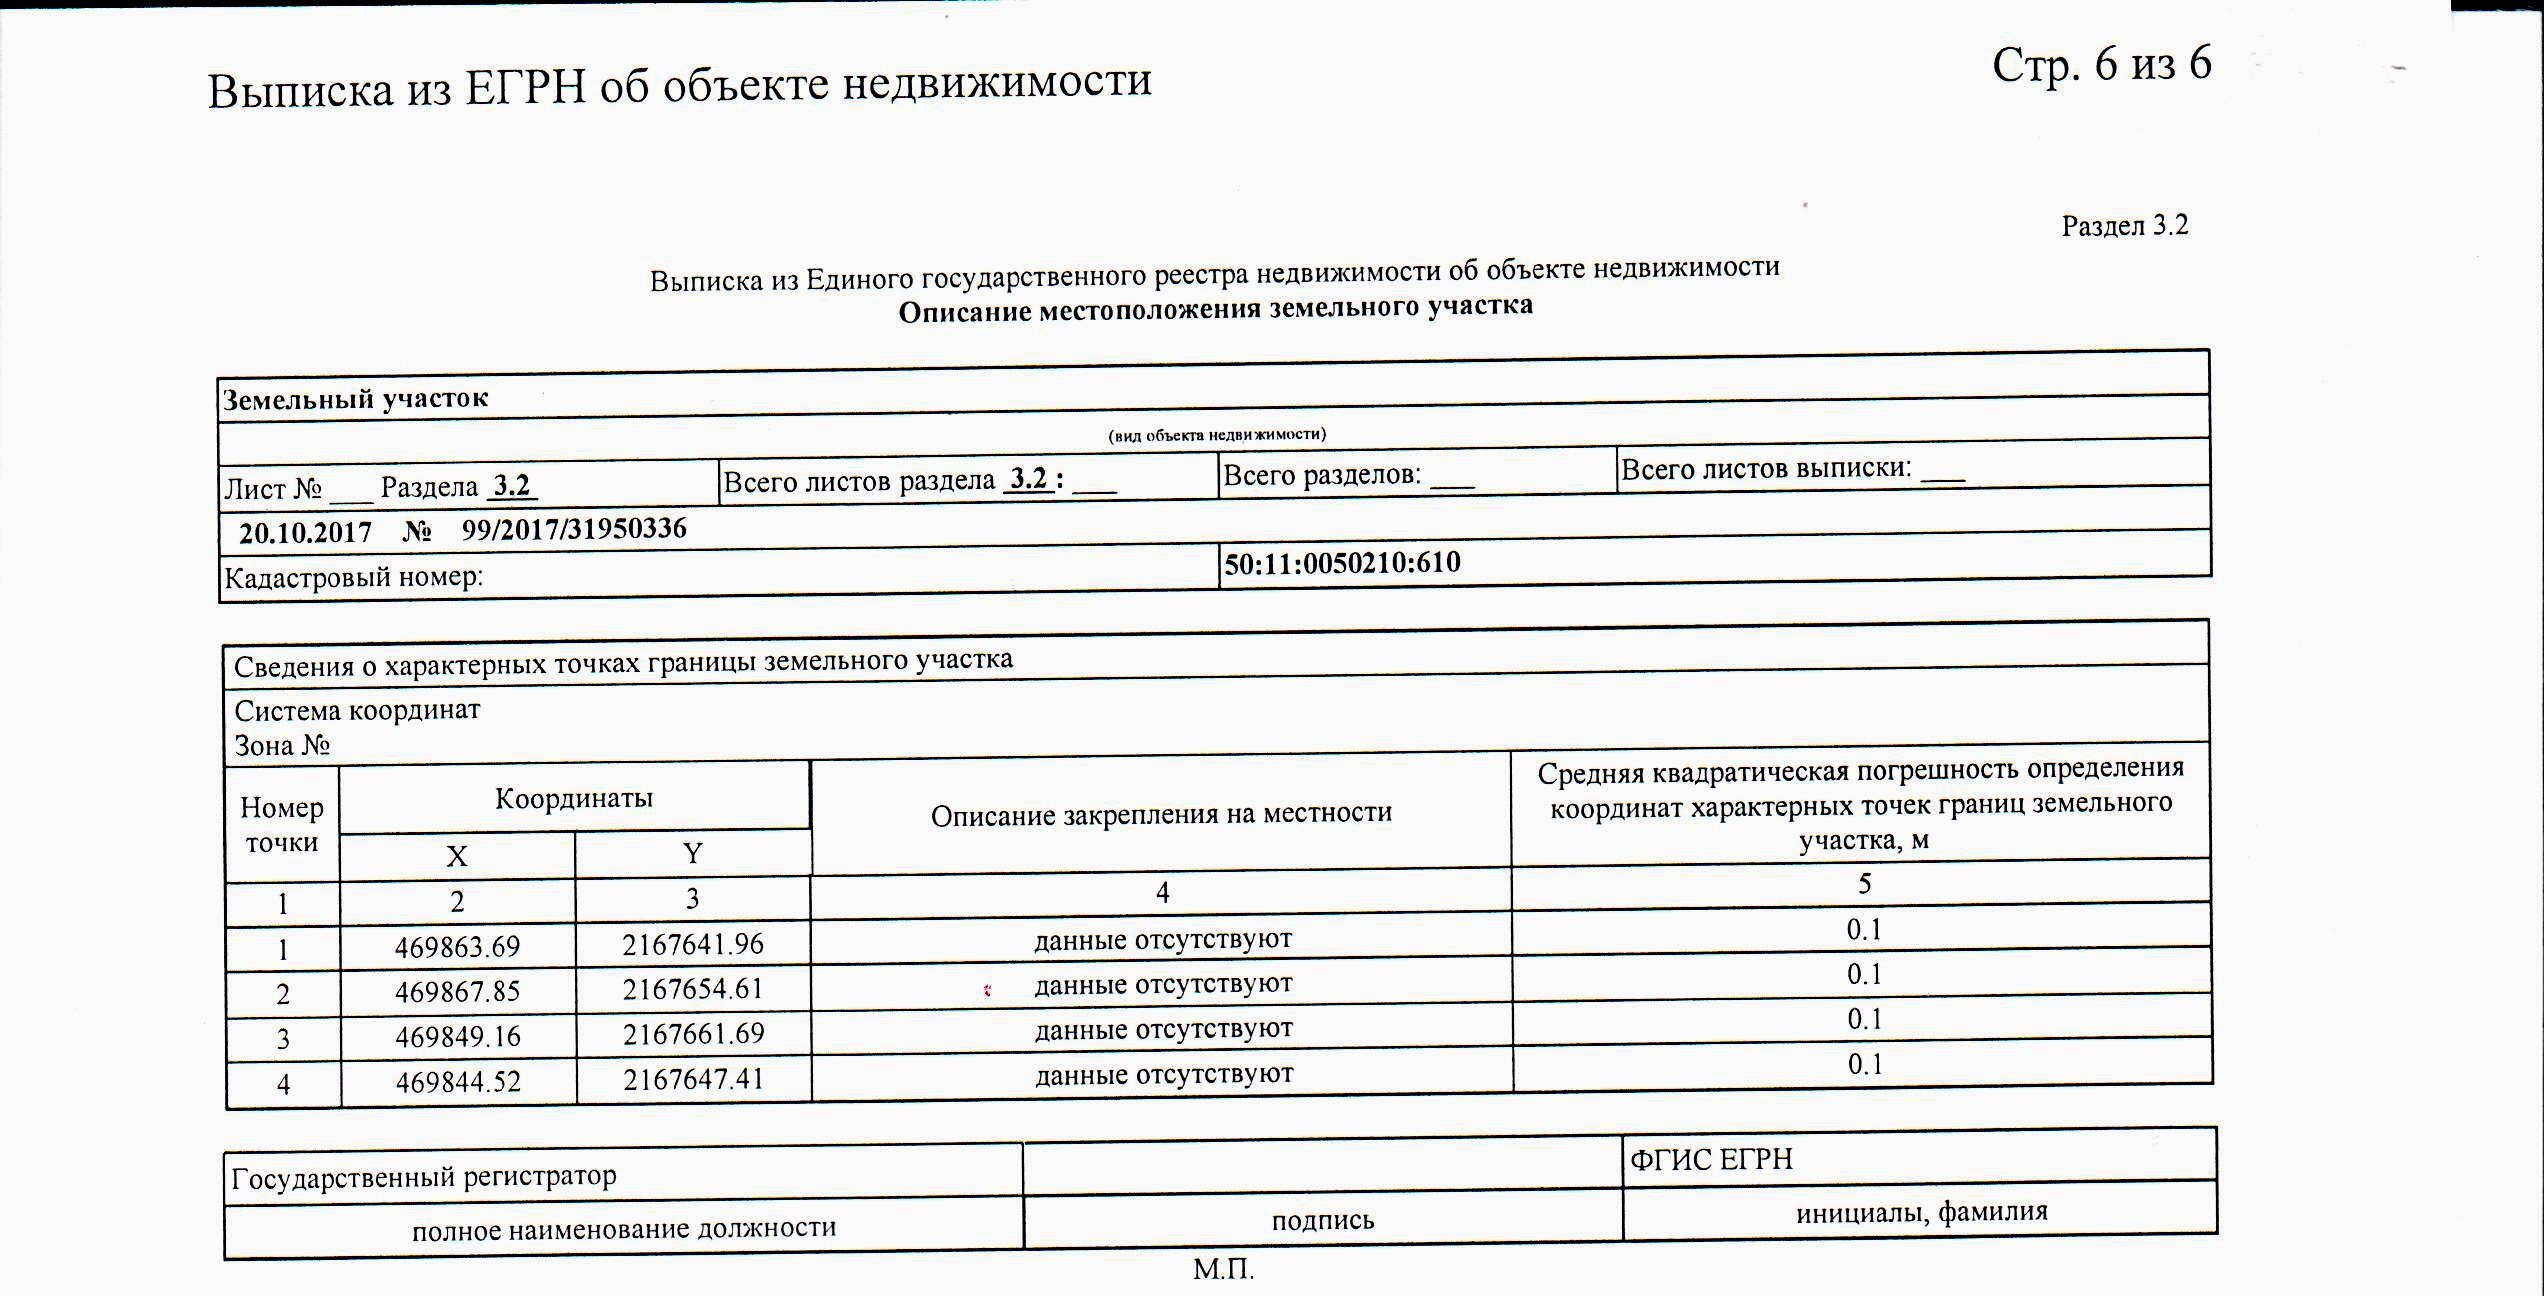 Выписка из ЕГРН об объекте недвижимости
Стр. 6 из 6
Раздел 3.2
Выписка из Единого государственного реестра недвижимости об объекте недвижимости
Описание местоположения земельного участка
Земельный участок
(вид объекта недвижимости)
Лист № ___ Раздела 3.2
Всего листов раздела 3.2 : ___
Всего разделов: ___
Всего листов выписки: ___
20.10.2017 № 99/2017/31950336
Кадастровый номер:
50:11:0050210:610
Сведения о характерных точках границы земельного участка
Система координат
Зона №
Номер
точки
Координаты
X
Y
Описание закрепления на местности
Средняя квадратическая погрешность определения
координат характерных точек границ земельного
участка, м
1 2 3 4 5
1 469863.69 2167641.96 данные отсутствуют 0.1
2 469867.85 2167654.61 данные отсутствуют 0.1
3 469849.16 2167661.69 данные отсутствуют 0.1
4 469844.52 2167647.41 данные отсутствуют 0.1
Государственный регистратор
ФГИС ЕГРН
полное наименование должности
подпись
инициалы, фамилия
М.П.